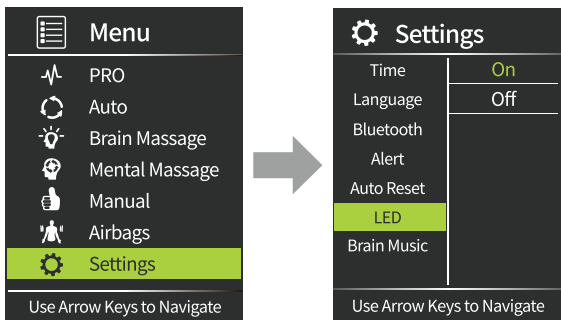 Menu
PRO
Auto
Brain Massage
Mental Massage
Manual
Airbags
Settings
Use Arrow Keys to Navigate
Settings
Time
On
Language
Off
Bluetooth
Alert
Auto Reset
LED
Brain Music
Use Arrow Keys to Navigate